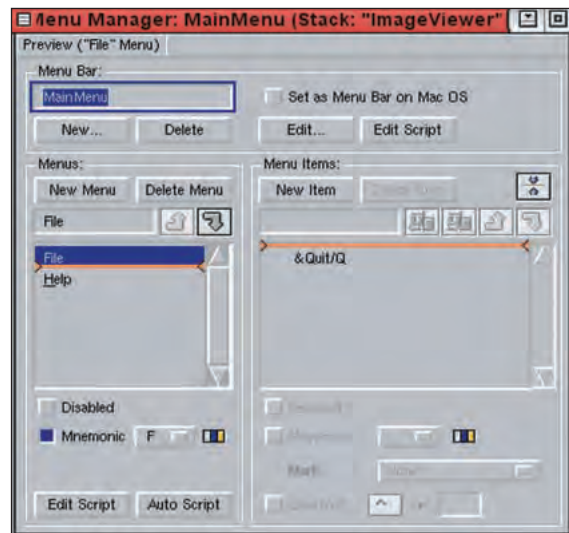 Menu Manager: MainMenu (Stack: "ImageViewer"
Preview ("File" Menu)
Menu Bar:
MainMenu
Set as Menu Bar on Mac OS
New... Delete Edit... Edit Script
Menus:
New Menu Delete Menu
File
File
Help
Disabled
Mnemonic F
Edit Script Auto Script
Menu Items:
New Item
&Quit/Q
Mark: